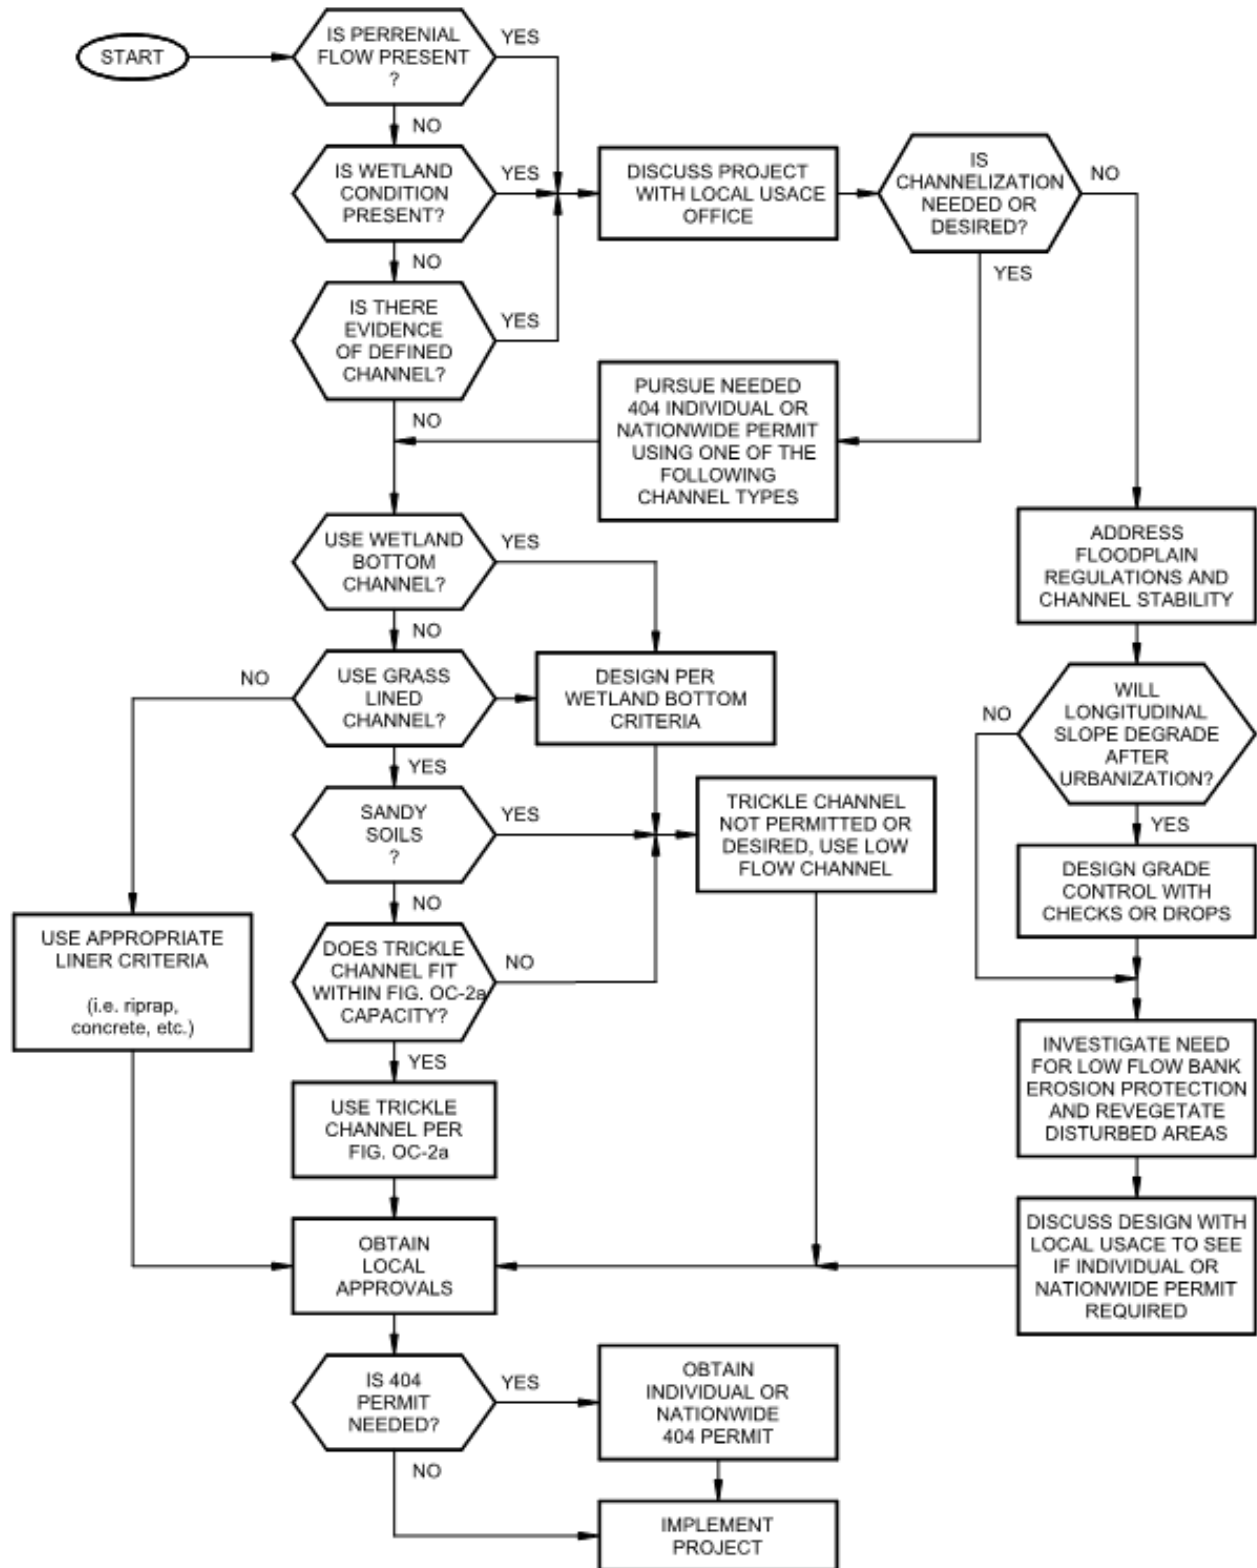 START
IS PERRENIAL
FLOW PRESENT
?
YES
NO
IS WETLAND
CONDITION
PRESENT?
YES
NO
IS THERE
EVIDENCE
OF DEFINED
CHANNEL?
YES
NO
DISCUSS PROJECT
WITH LOCAL USACE
OFFICE
IS
CHANNELIZATION
NEEDED OR
DESIRED?
NO
YES
PURSUE NEEDED
404 INDIVIDUAL OR
NATIONWIDE PERMIT
USING ONE OF THE
FOLLOWING
CHANNEL TYPES
USE WETLAND
BOTTOM
CHANNEL?
YES
NO
USE GRASS
LINED
CHANNEL?
NO
YES
DESIGN PER
WETLAND BOTTOM
CRITERIA
SANDY
SOILS
?
YES
NO
TRICKLE CHANNEL
NOT PERMITTED OR
DESIRED, USE LOW
FLOW CHANNEL
DOES TRICKLE
CHANNEL FIT
WITHIN FIG. OC-2a
CAPACITY?
NO
YES
USE APPROPRIATE
LINER CRITERIA
(i.e. riprap,
concrete, etc.)
USE TRICKLE
CHANNEL PER
FIG. OC-2a
ADDRESS
FLOODPLAIN
REGULATIONS AND
CHANNEL STABILITY
WILL
LONGITUDINAL
SLOPE DEGRADE
AFTER
URBANIZATION?
NO
YES
DESIGN GRADE
CONTROL WITH
CHECKS OR DROPS
INVESTIGATE NEED
FOR LOW FLOW BANK
EROSION PROTECTION
AND REVEGETATE
DISTURBED AREAS
DISCUSS DESIGN WITH
LOCAL USACE TO SEE
IF INDIVIDUAL OR
NATIONWIDE PERMIT
REQUIRED
OBTAIN
LOCAL
APPROVALS
IS 404
PERMIT
NEEDED?
YES
NO
OBTAIN
INDIVIDUAL OR
NATIONWIDE
404 PERMIT
IMPLEMENT
PROJECT